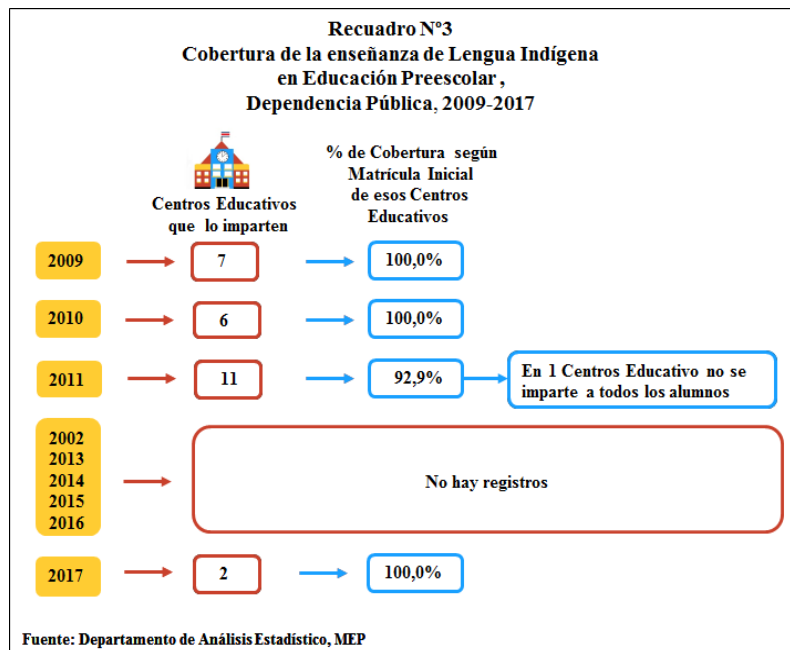 Recuadro Nº3
Cobertura de la enseñanza de Lengua Indígena
en Educación Preescolar ,
Dependencia Pública, 2009-2017
Centros Educativos
que lo imparten
% de Cobertura según
Matrícula Inicial
de esos Centros
Educativos
2009
7
100,0%
2010
6
100,0%
2011
11
92,9%
En 1 Centros Educativo no se
imparte a todos los alumnos
2002
2013
2014
2015
2016
No hay registros
2017
2
100,0%
Fuente: Departamento de Análisis Estadístico, MEP